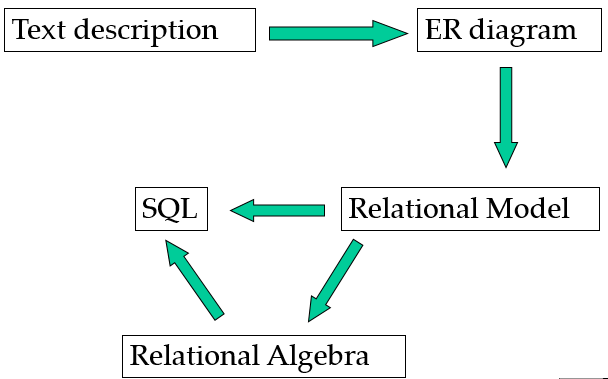 Text description
ER diagram
SQL
Relational Model
Relational Algebra